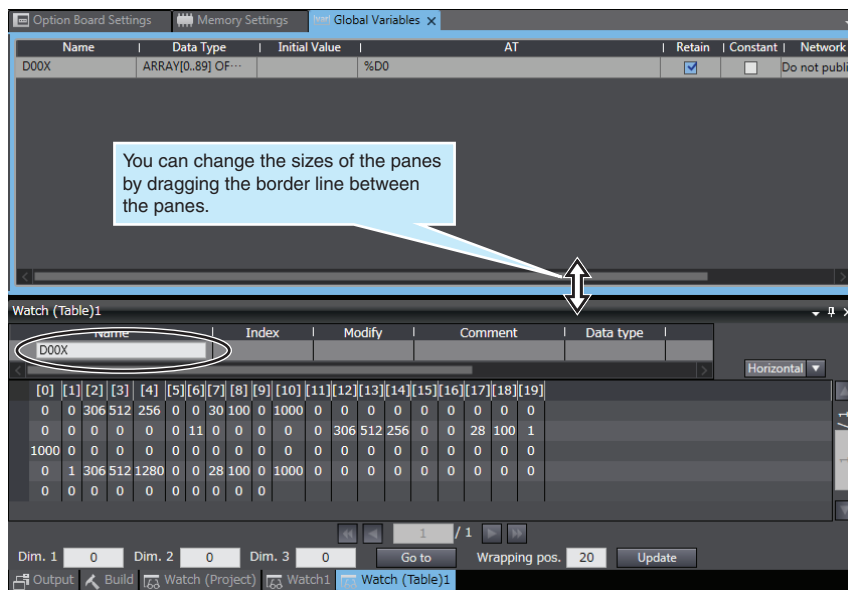 Option Board Settings Memory Settings Global Variables x
Name Data Type Initial Value AT Retain Constant Network
D00X ARRAY[0..89] OF··· %D0 Do not publi
You can change the sizes of the panes
by dragging the border line between
the panes.
Watch (Table)1
Name Index Modify Comment Data type
D00X
Horizontal ▼
[0] [1] [2] [3] [4] [5] [6] [7] [8] [9] [10] [11] [12] [13] [14] [15] [16] [17] [18] [19]
0 0 306 512 256 0 0 30 100 0 1000 0 0 0 0 0 0 0 0 0
0 0 0 0 0 0 11 0 0 0 0 0 306 512 256 0 0 28 100 1
1000 0 0 0 0 0 0 0 0 0 0 0 0 0 0 0 0 0 0 0
0 1 306 512 1280 0 0 28 100 0 1000 0 0 0 0 0 0 0 0 0
0 0 0 0 0 0 0 0 0 0
1 / 1
1 / 1
Dim. 1 0 Dim. 2 0 Dim. 3 0 Go to Wrapping pos. 20 Update
Output Build Watch (Project) Watch1 Watch (Table)1